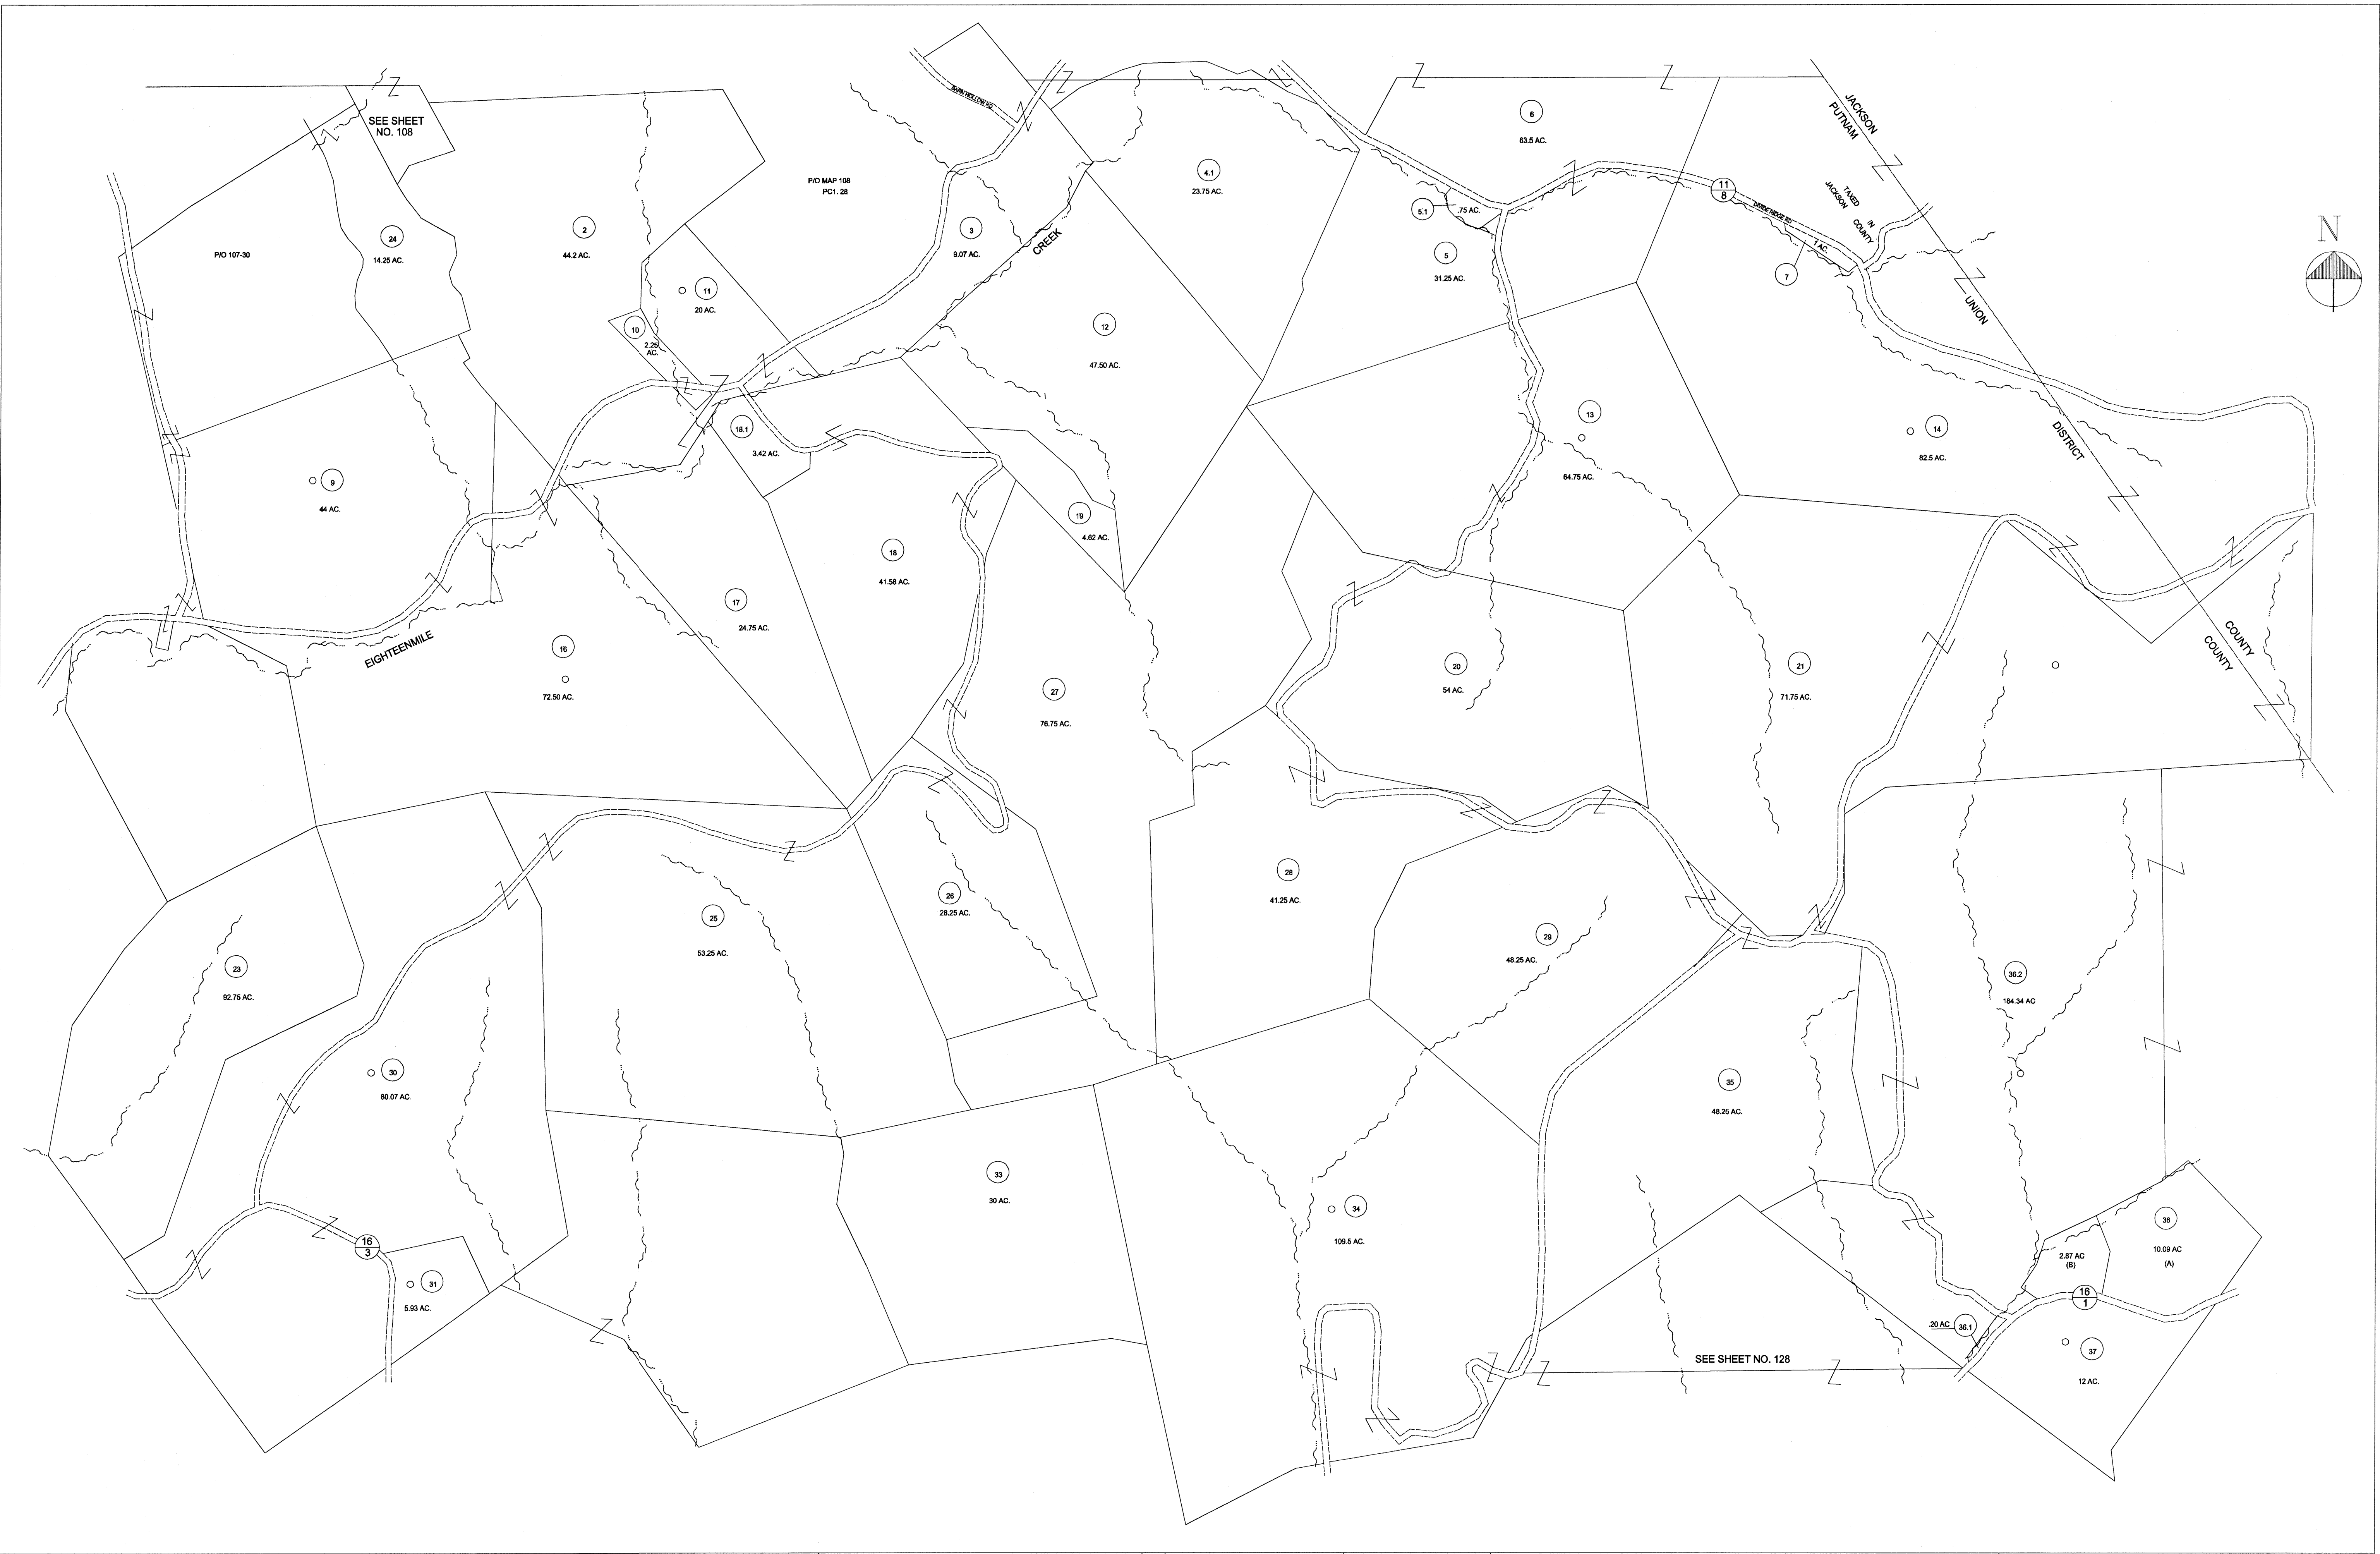 BARN HOLLOW RD.
SEE SHEET
NO. 108
P/O MAP 108
PC1. 28
6
63.5 AC.
JACKSON
PUTNAM
4.1
23.75 AC.
11
8
TAXED
IN
JACKSON
COUNTY
5.1
.75 AC.
1 AC.
7
N
P/O 107-30
24
14.25 AC.
2
44.2 AC.
3
9.07 AC.
CREEK
5
31.25 AC.
UNION
11
20 AC.
10
2.25
AC.
12
47.50 AC.
13
64.75 AC.
14
82.5 AC.
DISTRICT
18.1
3.42 AC.
9
44 AC.
19
4.62 AC.
18
41.58 AC.
17
24.75 AC.
EIGHTEENMILE
16
72.50 AC.
27
76.75 AC.
20
54 AC.
21
71.75 AC.
COUNTY
COUNTY
28
41.25 AC.
26
28.25 AC.
25
53.25 AC.
29
48.25 AC.
23
92.75 AC.
36.2
184.34 AC
30
80.07 AC.
35
48.25 AC.
33
30 AC.
34
109.5 AC.
38
10.09 AC
(A)
2.87 AC
(B)
16
3
31
5.93 AC.
16
1
.20 AC
36.1
37
12 AC.
SEE SHEET NO. 128